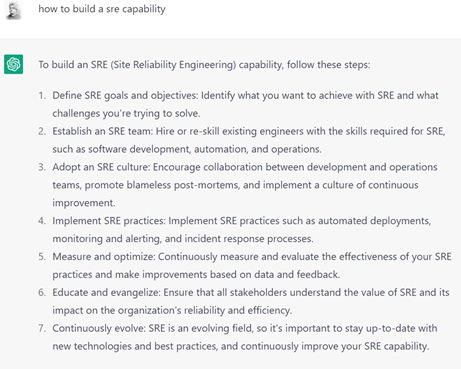 how to build a sre capability
To build an SRE (Site Reliability Engineering) capability, follow these steps:
1. Define SRE goals and objectives: Identify what you want to achieve with SRE and what
challenges you're trying to solve.
2. Establish an SRE team: Hire or re-skill existing engineers with the skills required for SRE,
such as software development, automation, and operations.
3. Adopt an SRE culture: Encourage collaboration between development and operations
teams, promote blameless post-mortems, and implement a culture of continuous
improvement.
4. Implement SRE practices: Implement SRE practices such as automated deployments,
monitoring and alerting, and incident response processes.
5. Measure and optimize: Continuously measure and evaluate the effectiveness of your SRE
practices and make improvements based on data and feedback.
6. Educate and evangelize: Ensure that all stakeholders understand the value of SRE and its
impact on the organization's reliability and efficiency.
7. Continuously evolve: SRE is an evolving field, so it's important to stay up-to-date with
new technologies and best practices, and continuously improve your SRE capability.